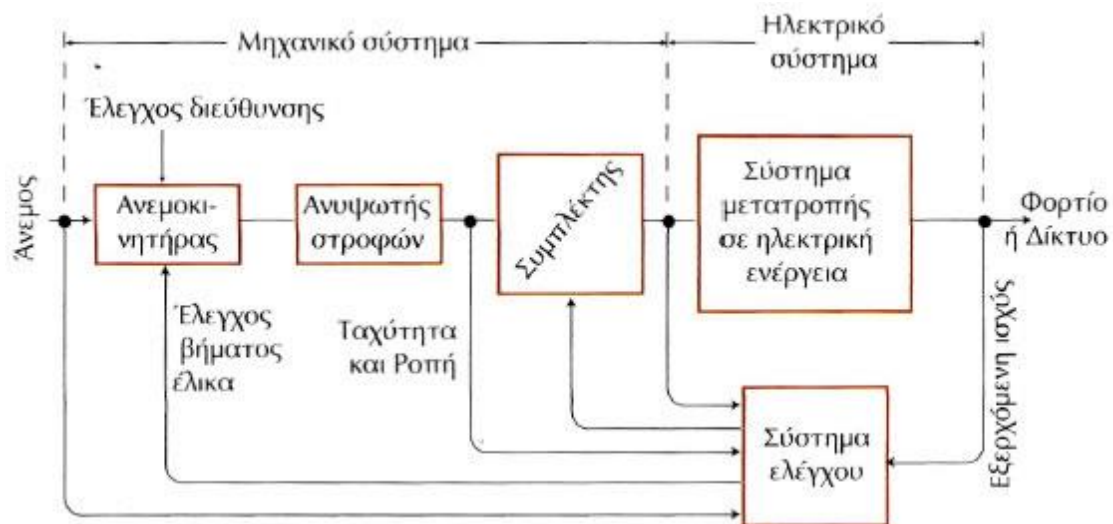 Μηχανικό σύστημα
Ηλεκτρικό
σύστημα
Έλεγχος διεύθυνσης
Άνεμος
Ανεμοκι-
νητήρας
Ανυψωτής
στροφών
Συμπλέκτης
Σύστημα
μετατροπής
σε ηλεκτρική
ενέργεια
Φορτίο
ή Δίκτυο
Έλεγχος
βήματος
έλικα
Ταχύτητα
και Ροπή
Σύστημα
ελέγχου
Εξερχόμενη ισχύς